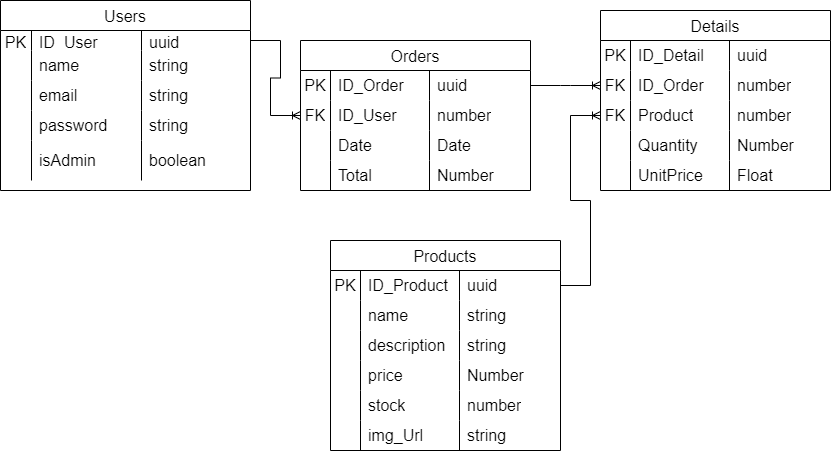 Users
PK ID_User uuid
name string
email string
password string
isAdmin boolean
Orders
PK ID_Order uuid
FK ID_User number
Date Date
Total Number
Details
PK ID_Detail uuid
FK ID_Order number
FK Product number
Quantity Number
UnitPrice Float
Products
PK ID_Product uuid
name string
description string
price Number
stock number
img_Url string